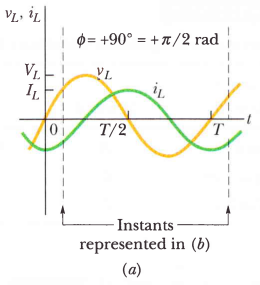 v_L, i_L
ϕ = +90° = +π/2 rad
V_L
v_L
I_L
i_L
0
T/2
T
t
Instants
represented in (b)
(a)